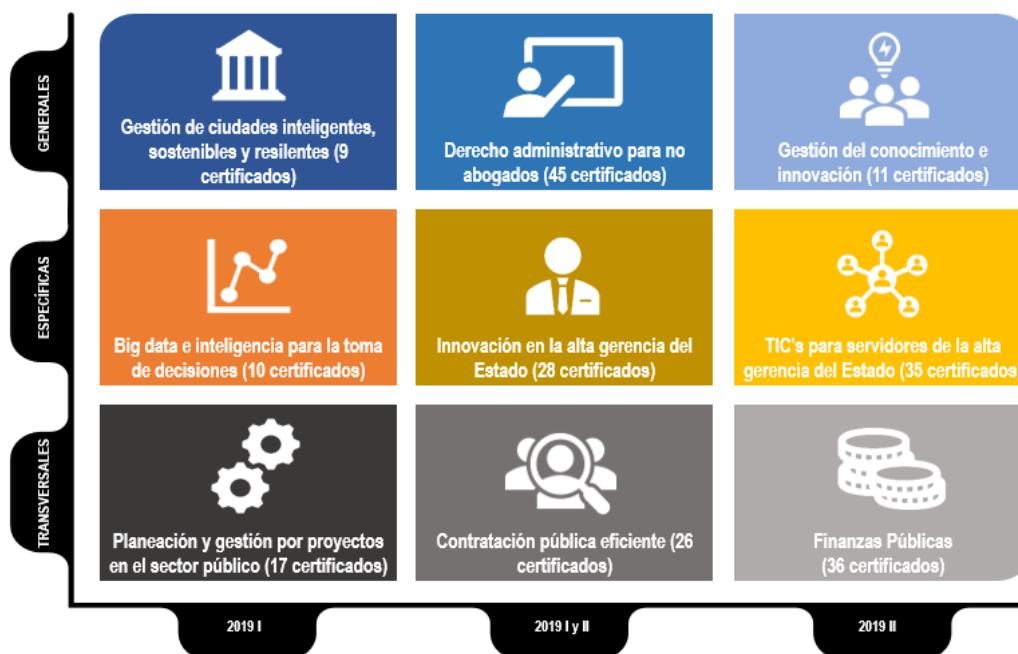 GENERALES
Gestión de ciudades inteligentes,
sostenibles y resilentes (9
certificados)
Derecho administrativo para no
abogados (45 certificados)
Gestión del conocimiento e
innovación (11 certificados)
ESPECÍFICAS
Big data e inteligencia para la toma
de decisiones (10 certificados)
Innovación en la alta gerencia del
Estado (28 certificados)
TIC's para servidores de la alta
gerencia del Estado (35 certificados
TRANSVERSALES
Planeación y gestión por proyectos
en el sector público (17 certificados)
Contratación pública eficiente (26
certificados)
Finanzas Públicas
(36 certificados)
2019 I
2019 I y II
2019 II